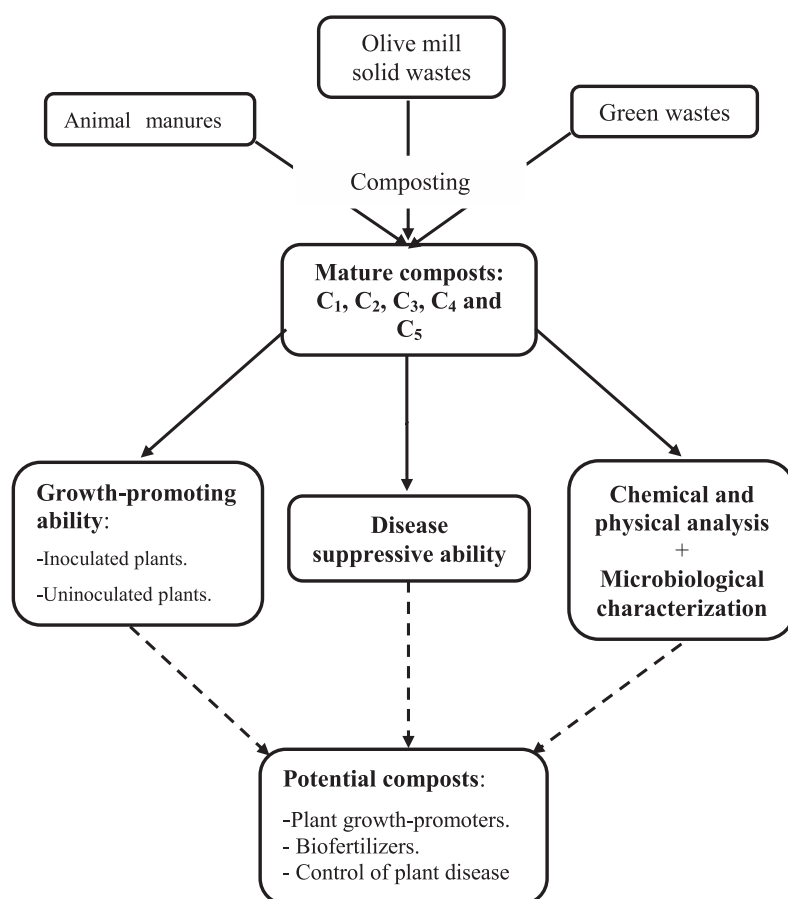 Olive mill
solid wastes
Animal manures
Green wastes
Composting
Mature composts:
C₁, C₂, C₃, C₄ and
C₅
Growth-promoting
ability:
-Inoculated plants.
-Uninoculated plants.
Disease
suppressive ability
Chemical and
physical analysis
+
Microbiological
characterization
Potential composts:
-Plant growth-promoters.
- Biofertilizers.
- Control of plant disease